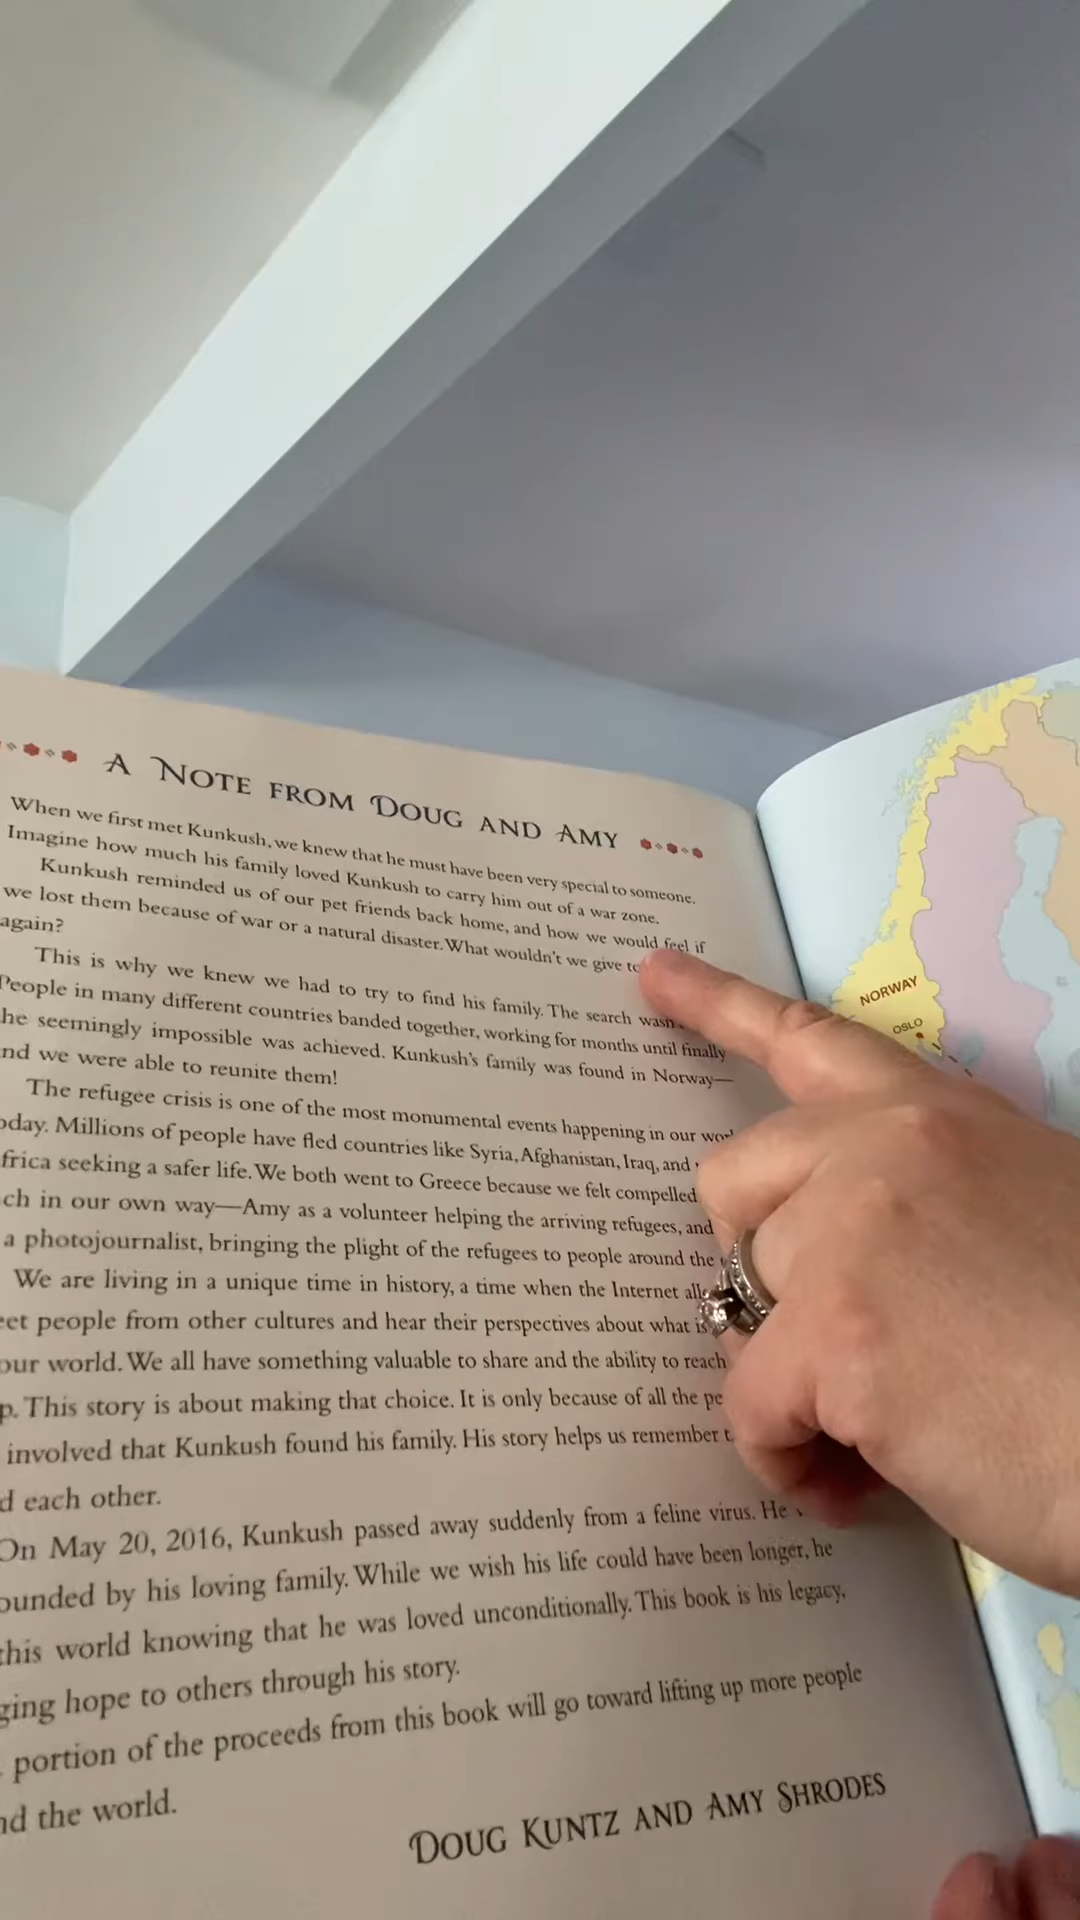 A NOTE FROM DOUG AND AMY
When we first met Kunkush, we knew that he must have been very special to someone.
Imagine how much his family loved Kunkush to carry him out of a war zone.
Kunkush reminded us of our pet friends back home, and how we would feel if
we lost them because of war or a natural disaster. What wouldn't we give to
again?
This is why we knew we had to try to find his family. The search
People in many different countries banded together, working for months until finally
he seemingly impossible was achieved. Kunkush's family was found in Norway—
nd we were able to reunite them!
The refugee crisis is one of the most monumental events happening in our
oday. Millions of people have fled countries like Syria, Afghanistan, Iraq, and
frica seeking a safer life. We both went to Greece because we felt compelled
ch in our own way—Amy as a volunteer helping the arriving refugees, and
a photojournalist, bringing the plight of the refugees to people around the
We are living in a unique time in history, a time when the Internet
eet people from other cultures and hear their perspectives about what is
our world. We all have something valuable to share and the ability to reach
p. This story is about making that choice. It is only because of all the pe
involved that Kunkush found his family. His story helps us remember t
d each other.
On May 20, 2016, Kunkush passed away suddenly from a feline virus. He
ounded by his loving family. While we wish his life could have been longer, he
this world knowing that he was loved unconditionally. This book is his legacy,
ging hope to others through his story.
portion of the proceeds from this book will go toward lifting up more people
nd the world.
DOUG KUNTZ AND AMY SHRODES
NORWAY
OSLO